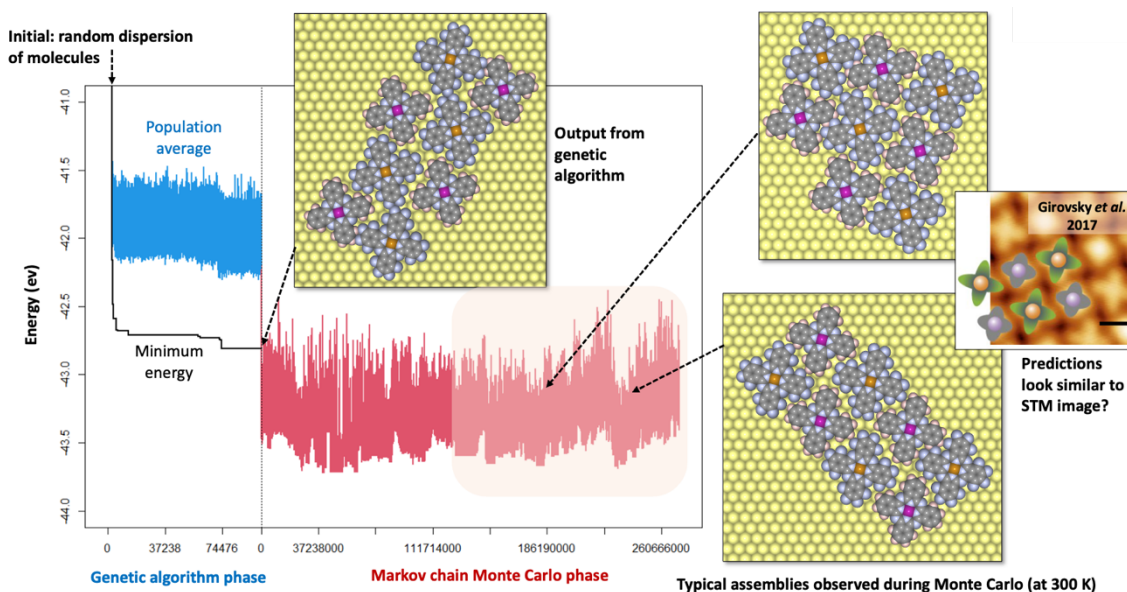 Initial: random dispersion
of molecules
Population
average
Energy (ev)
-41.0
-41.5
-42.0
-42.5
-43.0
-43.5
-44.0
Minimum
energy
Output from
genetic
algorithm
Girovsky et al.
2017
Predictions
look similar to
STM image?
0
37238
74476
0
37238000
111714000
186190000
260666000
Genetic algorithm phase
Markov chain Monte Carlo phase
Typical assemblies observed during Monte Carlo (at 300 K)